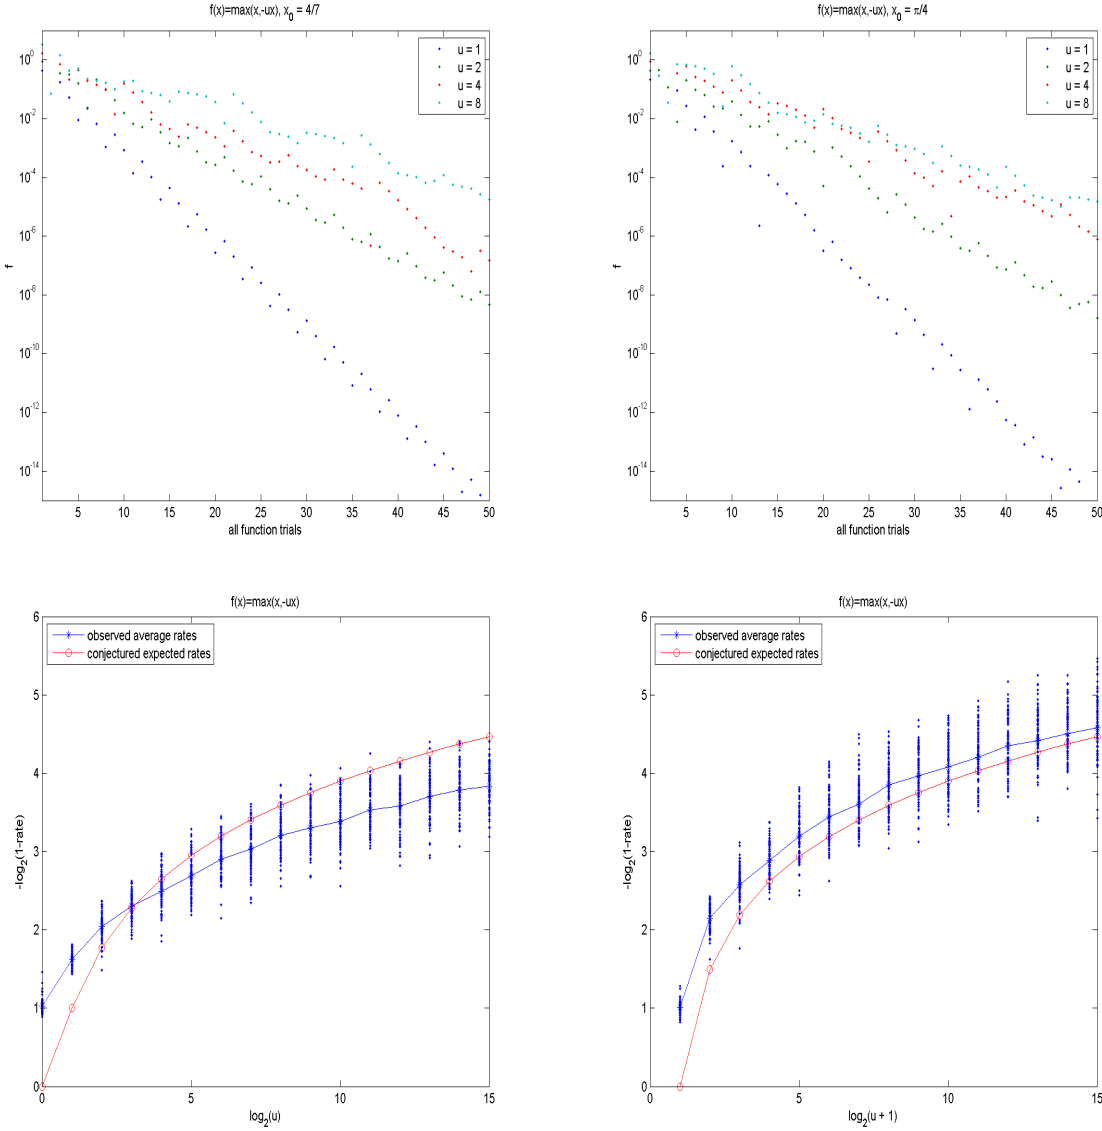 f(x)=max(x,-ux), x0 = 4/7
10^0
10^-2
10^-4
10^-6
10^-8
10^-10
10^-12
10^-14
f
u = 1
u = 2
u = 4
u = 8
5 10 15 20 25 30 35 40 45 50
all function trials
f(x)=max(x,-ux), x0 = π/4
10^0
10^-2
10^-4
10^-6
10^-8
10^-10
10^-12
10^-14
f
u = 1
u = 2
u = 4
u = 8
5 10 15 20 25 30 35 40 45 50
all function trials
f(x)=max(x,-ux)
observed average rates
conjectured expected rates
6
5
4
3
2
1
0
-log2(1-rate)
0 5 10 15
log2(u)
f(x)=max(x,-ux)
observed average rates
conjectured expected rates
6
5
4
3
2
1
0
-log2(1-rate)
0 5 10 15
log2(u + 1)